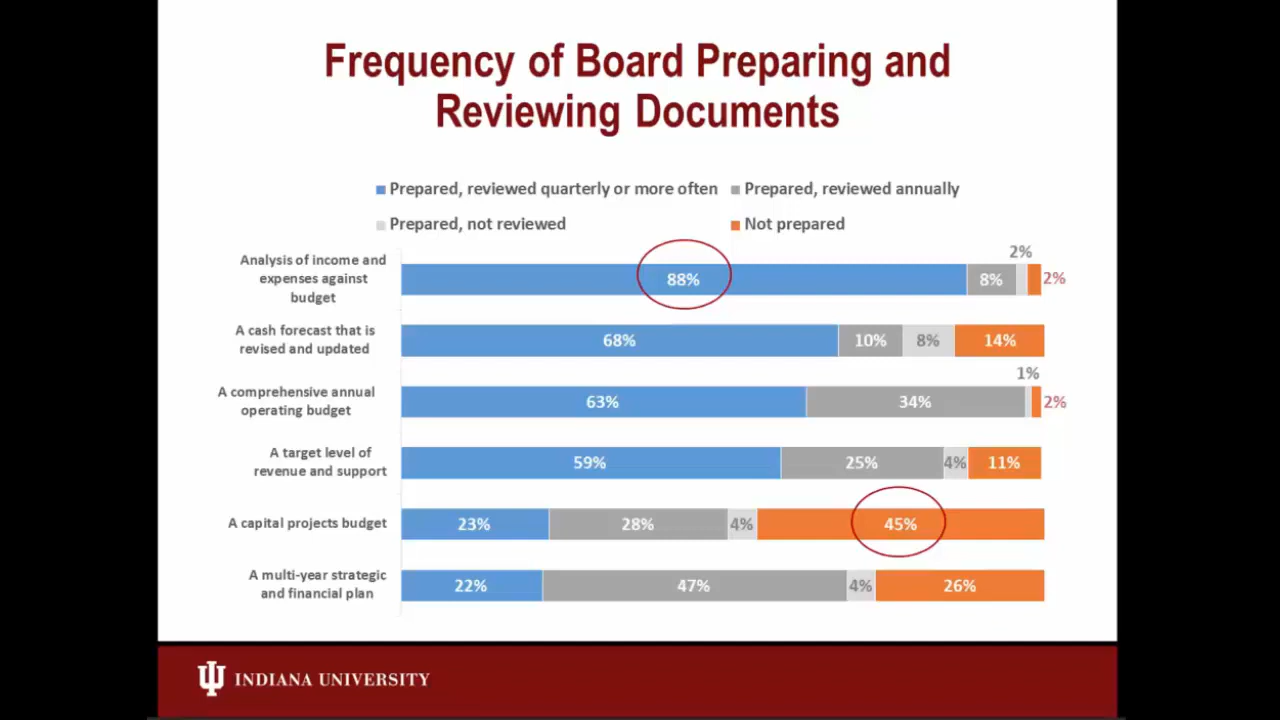 Frequency of Board Preparing and
Reviewing Documents
Prepared, reviewed quarterly or more often
Prepared, reviewed annually
Prepared, not reviewed
Not prepared
Analysis of income and
expenses against
budget
88%
8%
2%
2%
A cash forecast that is
revised and updated
68%
10%
8%
14%
A comprehensive annual
operating budget
63%
34%
1%
2%
A target level of
revenue and support
59%
25%
4%
11%
A capital projects budget
23%
28%
4%
45%
A multi-year strategic
and financial plan
22%
47%
4%
26%
INDIANA UNIVERSITY